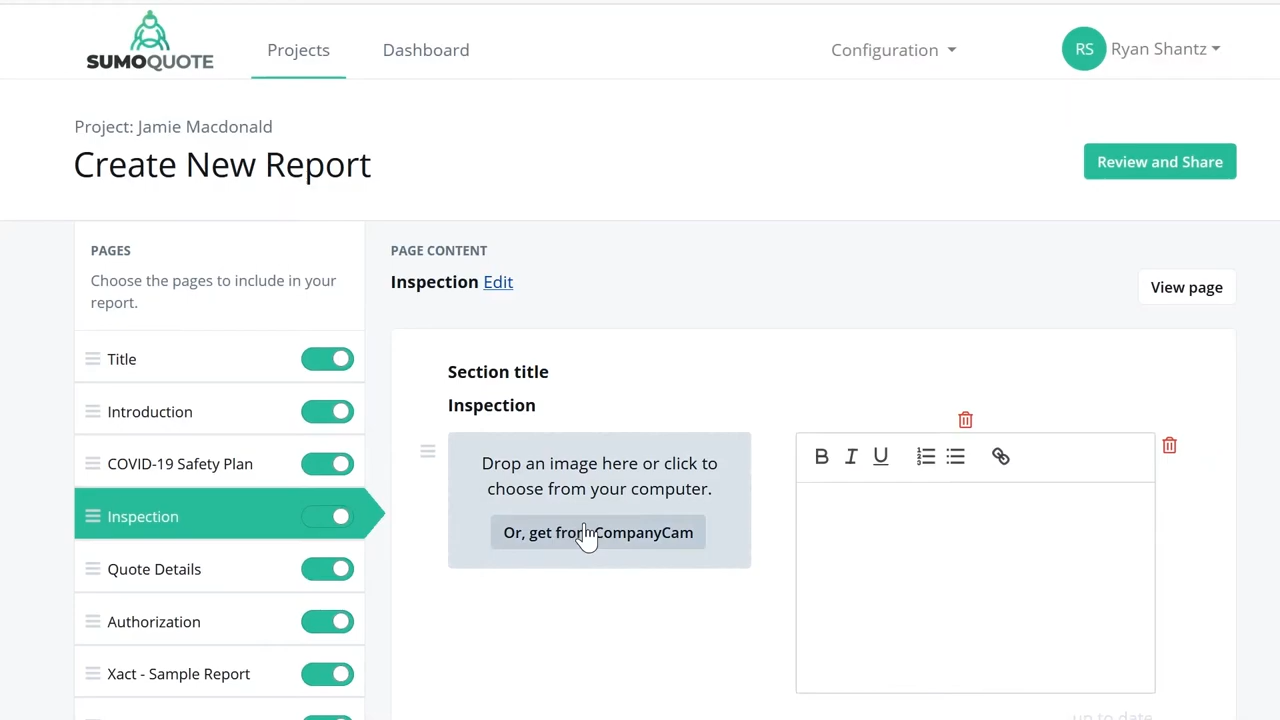 SUMOQUOTE
Projects
Dashboard
Configuration
RS
Ryan Shantz
Project: Jamie Macdonald
Create New Report
Review and Share
PAGES
Choose the pages to include in your
report.
Title
Introduction
COVID-19 Safety Plan
Inspection
Quote Details
Authorization
Xact - Sample Report
PAGE CONTENT
Inspection Edit
View page
Section title
Inspection
Drop an image here or click to
choose from your computer.
Or, get from CompanyCam
B I U
up to date